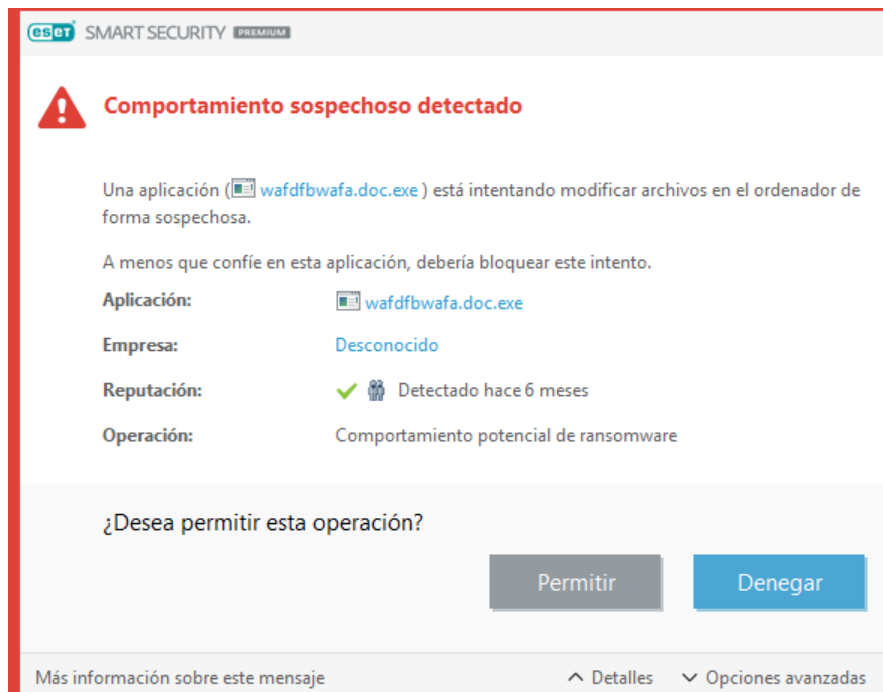 eset SMART SECURITY PREMIUM
Comportamiento sospechoso detectado
Una aplicación ( wafdfbwafa.doc.exe ) está intentando modificar archivos en el ordenador de
forma sospechosa.
A menos que confíe en esta aplicación, debería bloquear este intento.
Aplicación: wafdfbwafa.doc.exe
Empresa: Desconocido
Reputación: Detectado hace 6 meses
Operación: Comportamiento potencial de ransomware
¿Desea permitir esta operación?
Permitir Denegar
Más información sobre este mensaje Detalles Opciones avanzadas